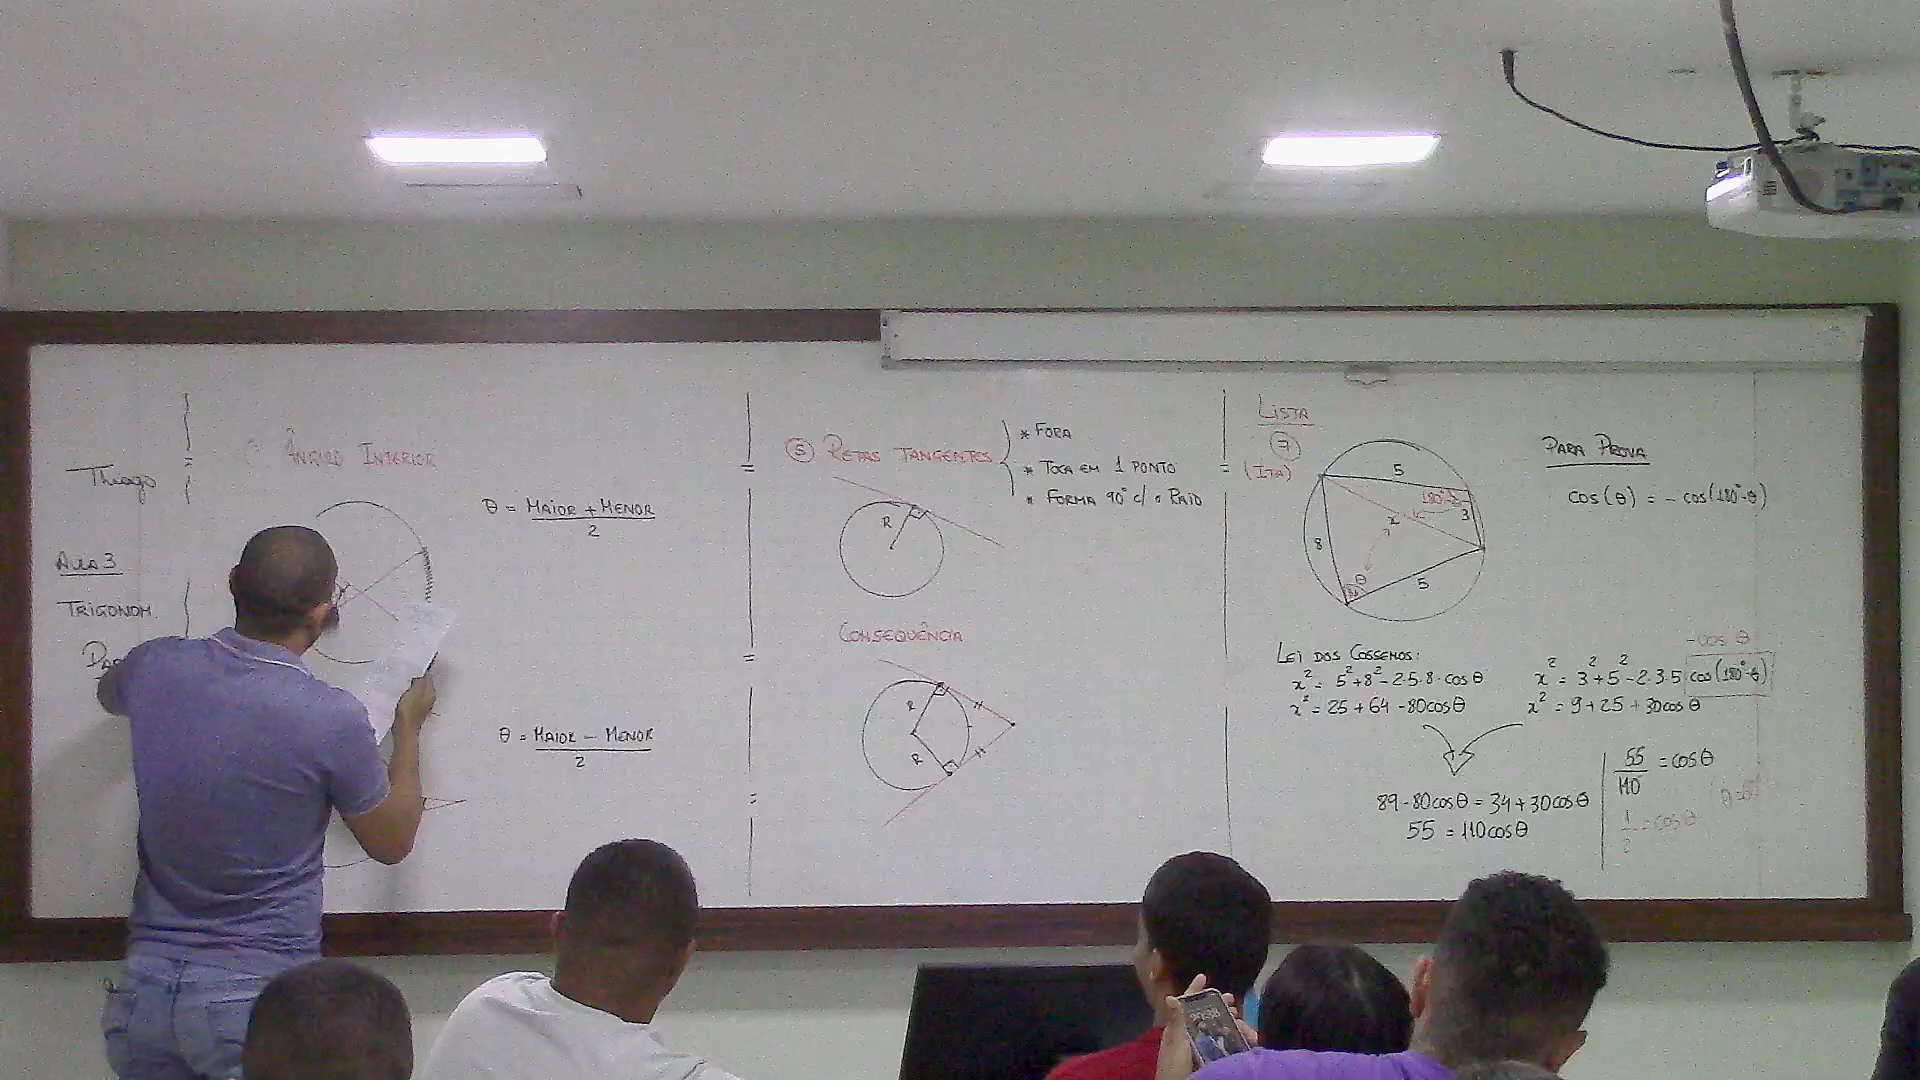 Thiago
Aula 3
TRIGONOM.
ÂNGULO INTERIOR
θ = MAIOR + MENOR
2
θ = MAIOR - MENOR
2
5 RETAS TANGENTES
* FORA
* TOCA EM 1 PONTO
* FORMA 90° c/ o RAIO
R
CONSEQUÊNCIA
R
R
LISTA
7
(ITA)
5
180°-θ
3
x
8
θ
5
PARA PROVA
cos(θ) = - cos(180°-θ)
LEI DOS COSSENOS:
x² = 5²+8²-2·5·8·cosθ
x² = 25 + 64 - 80cosθ
-cos θ
x² = 3²+5²-2·3·5 cos(180°-θ)
x² = 9+25+30cosθ
89-80cosθ = 34+30cosθ
55 = 110cosθ
55 = cosθ
110
1 = cosθ
2